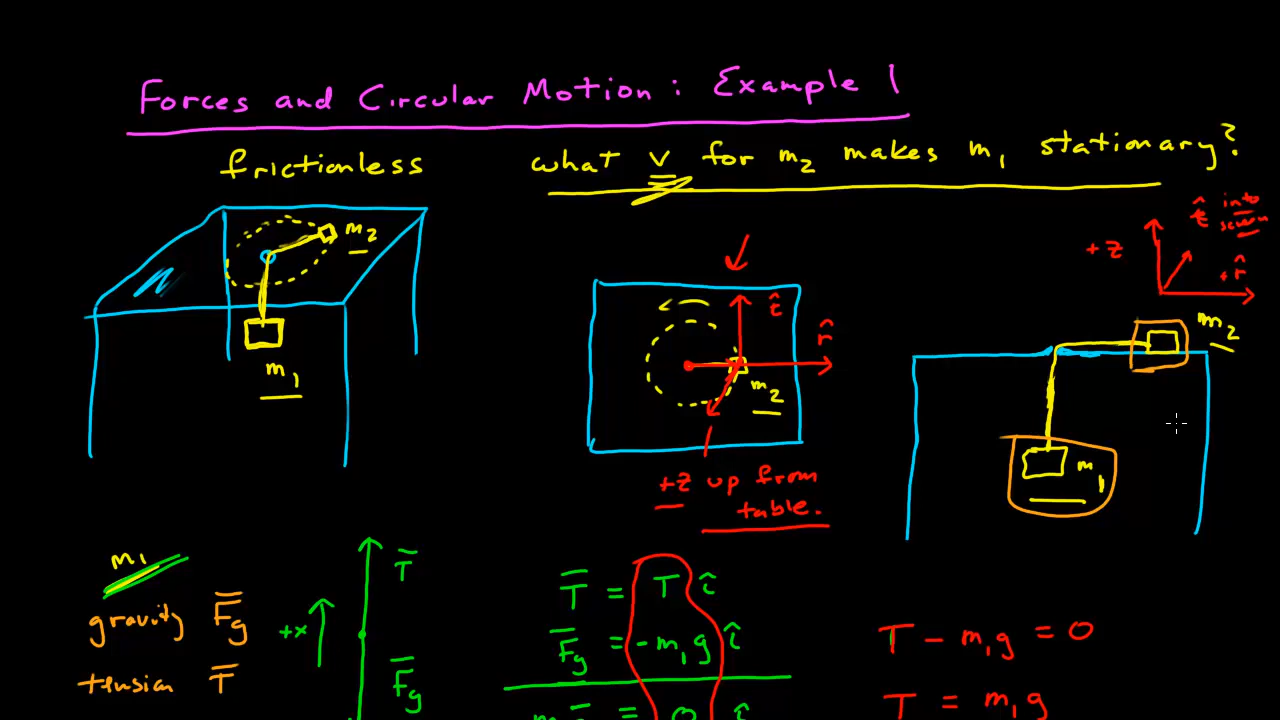 Forces and Circular Motion: Example 1
frictionless
what v for m₂ makes m₁ stationary?
m₂
m₁
t̂
r̂
m₂
+z up from
table.
t̂ into
screen
+z
+r̂
m₂
m₁
m₁
gravity F̅g
tension T̅
+x
T̅
F̅g
T̅ = T î
F̅g = -m₁g î
0 î
T - m₁g = 0
T = m₁g